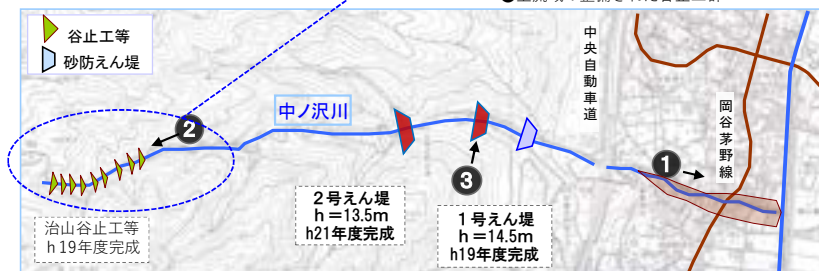 谷止工等
砂防えん堤
中ノ沢川
中央自動車道
岡谷茅野線
❶
❷
❸
2号えん堤
h=13.5m
h21年度完成
1号えん堤
h=14.5m
h19年度完成
治山谷止工等
h19年度完成